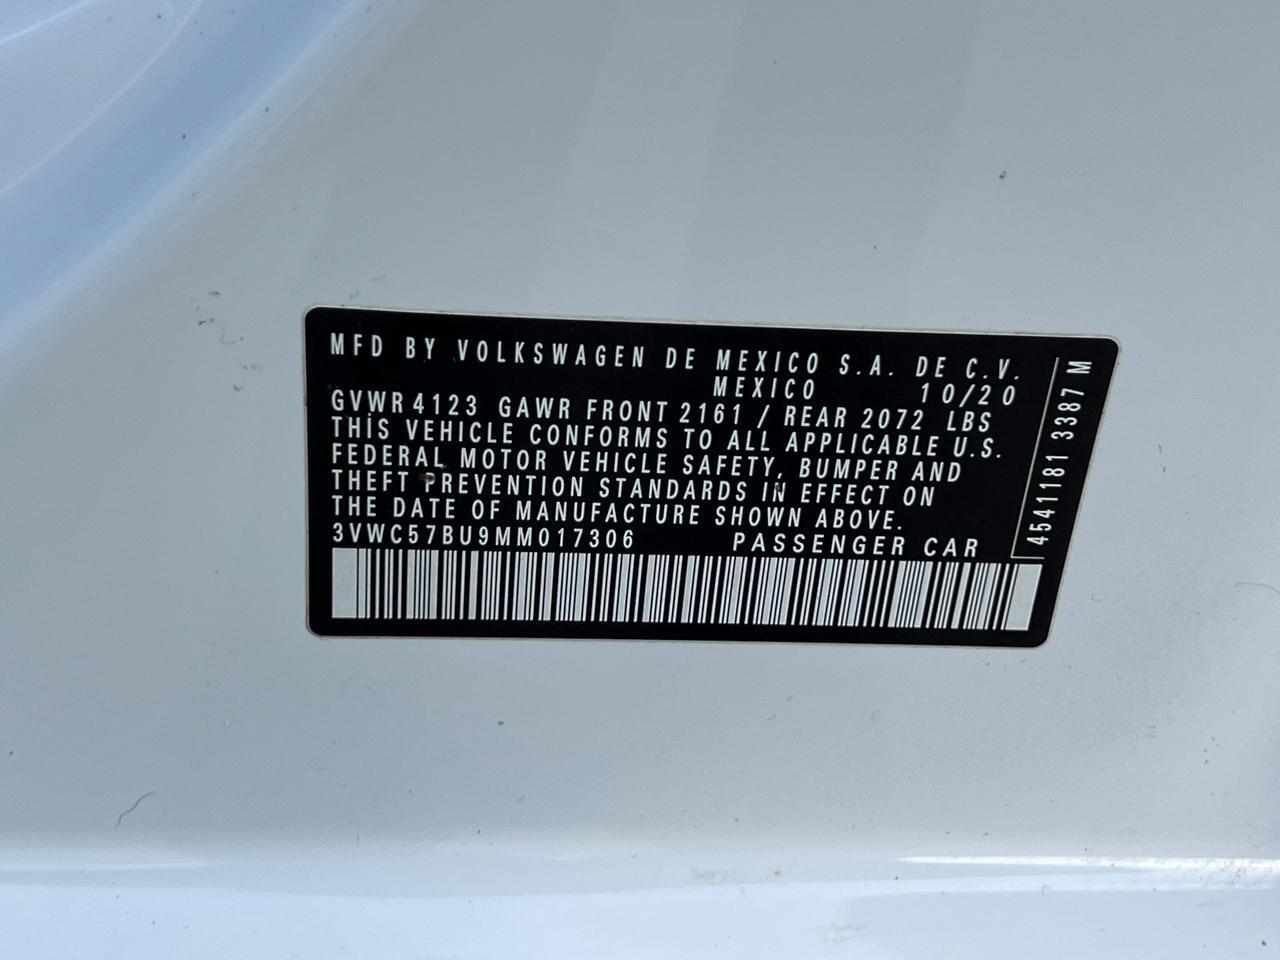 MFD BY VOLKSWAGEN DE MEXICO S.A. DE C.V.
MEXICO 10/20
GVWR 4123 GAWR FRONT 2161 / REAR 2072 LBS
THIS VEHICLE CONFORMS TO ALL APPLICABLE U.S.
FEDERAL MOTOR VEHICLE SAFETY, BUMPER AND
THEFT PREVENTION STANDARDS IN EFFECT ON
THE DATE OF MANUFACTURE SHOWN ABOVE.
3VWC57BU9MM017306 PASSENGER CAR
4541181 3387 M